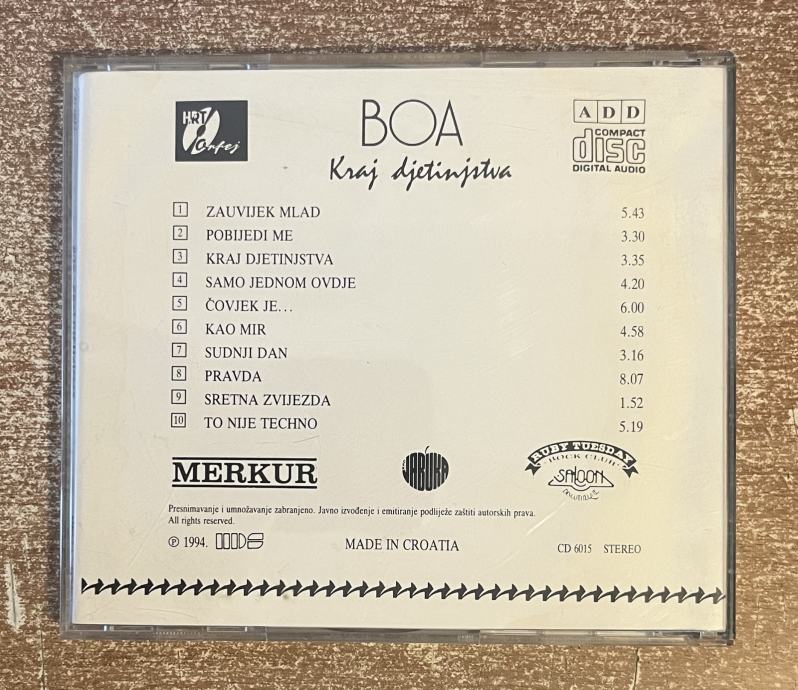 HRT
Orfej
BOA
Kraj djetinjstva
A D D
COMPACT
disc
DIGITAL AUDIO
1 ZAUVIJEK MLAD 5.43
2 POBIJEDI ME 3.30
3 KRAJ DJETINJSTVA 3.35
4 SAMO JEDNOM OVDJE 4.20
5 ČOVJEK JE... 6.00
6 KAO MIR 4.58
7 SUDNJI DAN 3.16
8 PRAVDA 8.07
9 SRETNA ZVIJEZDA 1.52
10 TO NIJE TECHNO 5.19
MERKUR
JABUKA
RUBY TUESDAY
ROCK CLUB
SALOON
Presnimavanje i umnožavanje zabranjeno. Javno izvođenje i emitiranje podliježe zaštiti autorskih prava.
All rights reserved.
℗ 1994. MADE IN CROATIA CD 6015 STEREO